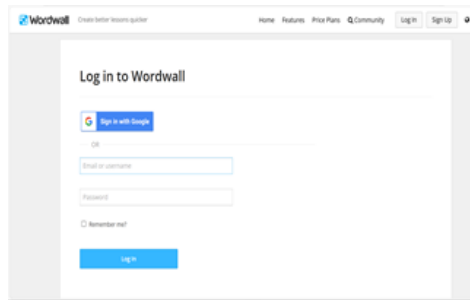 Wordwall Create better lessons quicker Home Features Price Plans Community Log In Sign Up
Log in to Wordwall
G Sign in with Google
OR
Email or username
Password
Remember me?
Log In